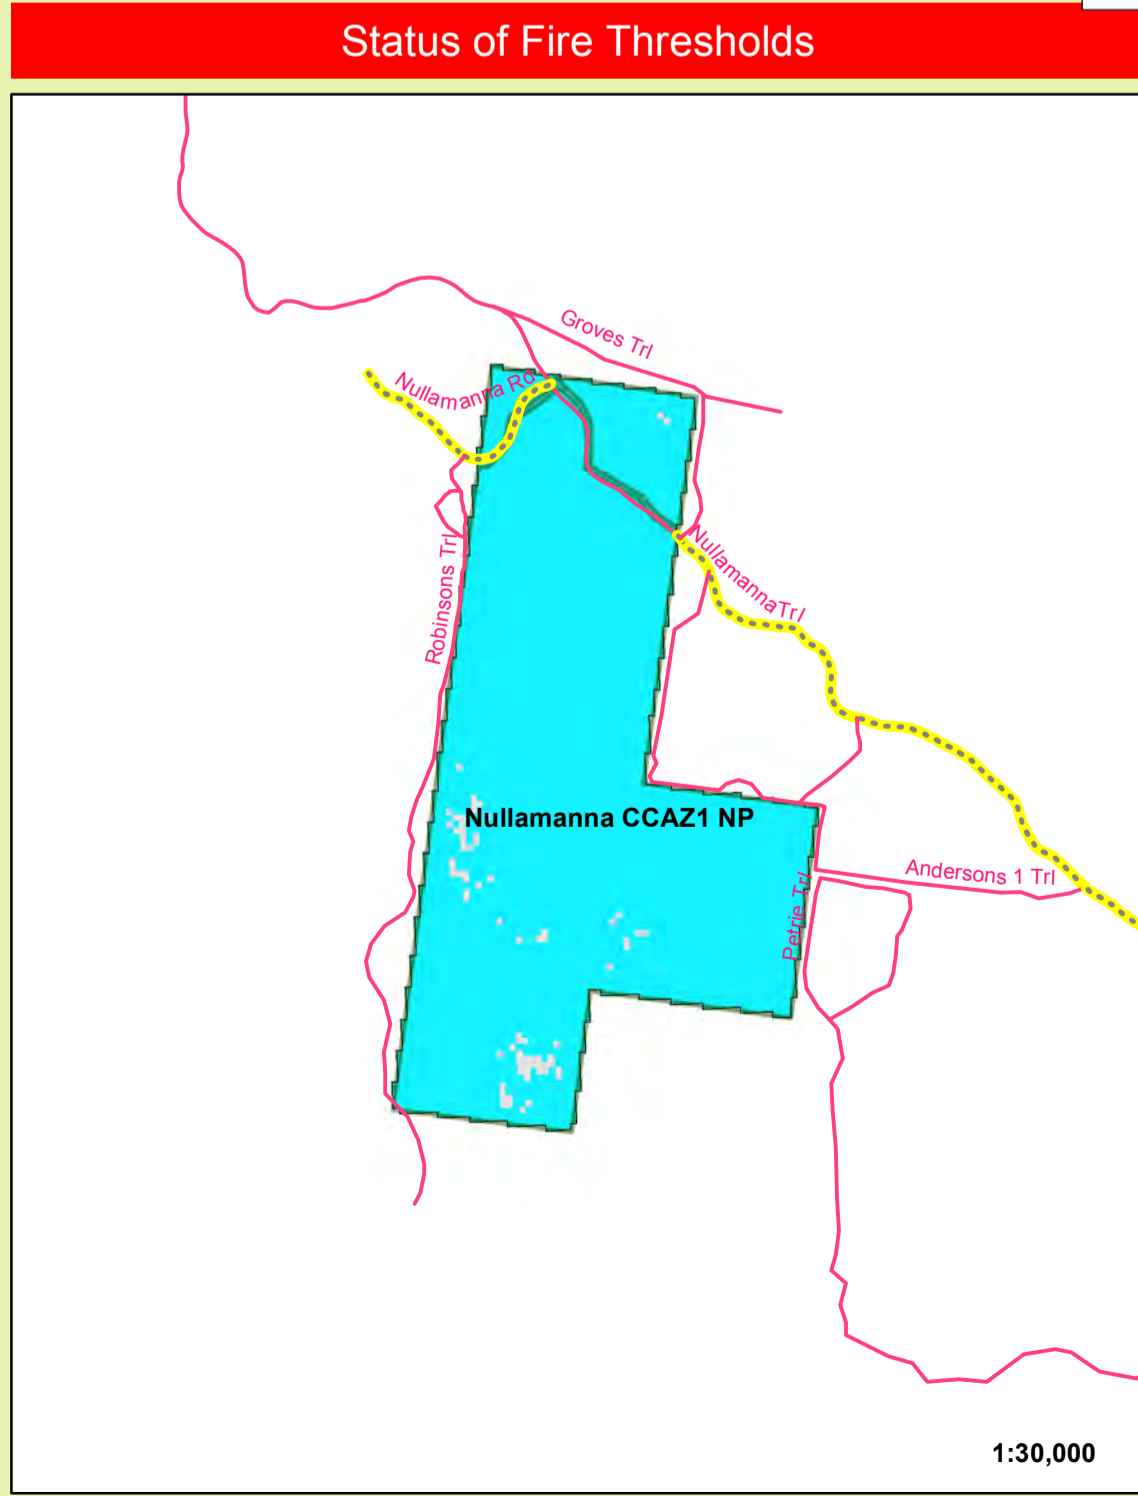 Status of Fire Thresholds
Groves Trl
Nullamanna Rd
NullamannaTrl
Robinsons Trl
Nullamanna CCAZ1 NP
Andersons 1 Trl
Petrie Trl
1:30,000